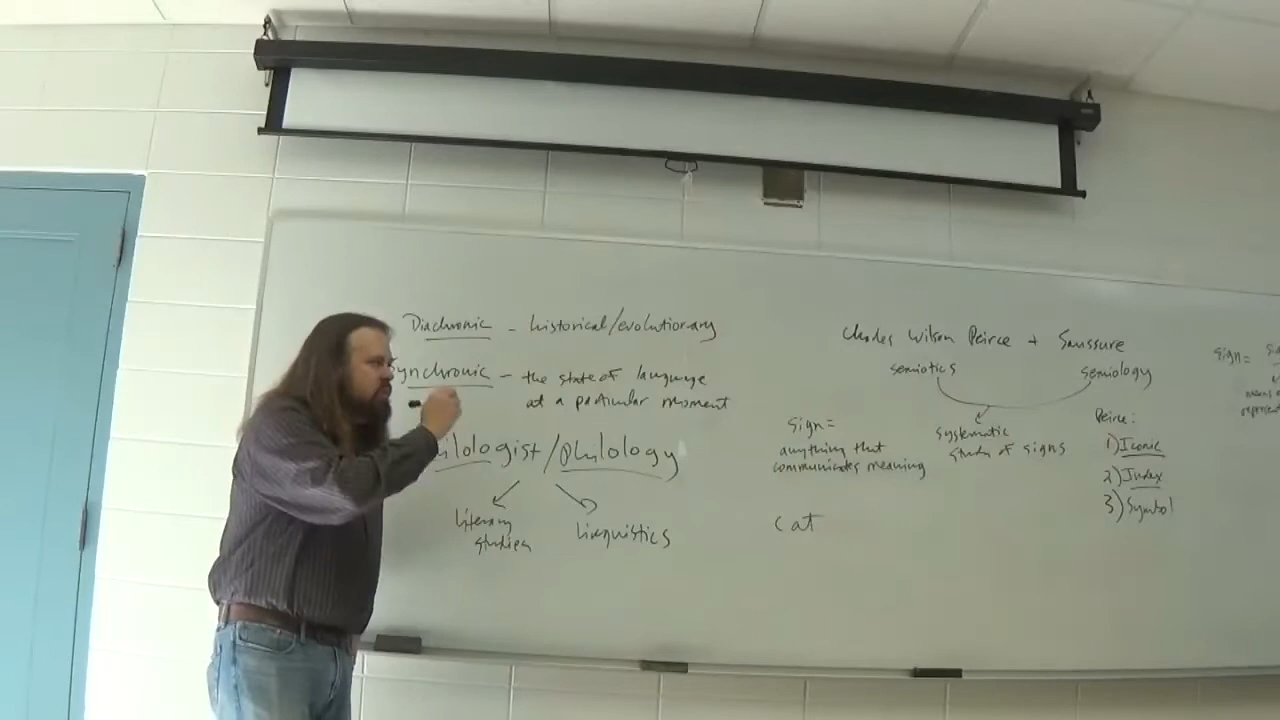 Diachronic - historical/evolutionary
Synchronic - the state of language
at a particular moment
philologist/philology
Literary
studies
linguistics
Charles Wilson Peirce + Saussure
semiotics
semiology
systematic
study of signs
sign=
anything that
communicates meaning
cat
Peirce:
1) Iconic
2) Index
3) Symbol
sign=
means